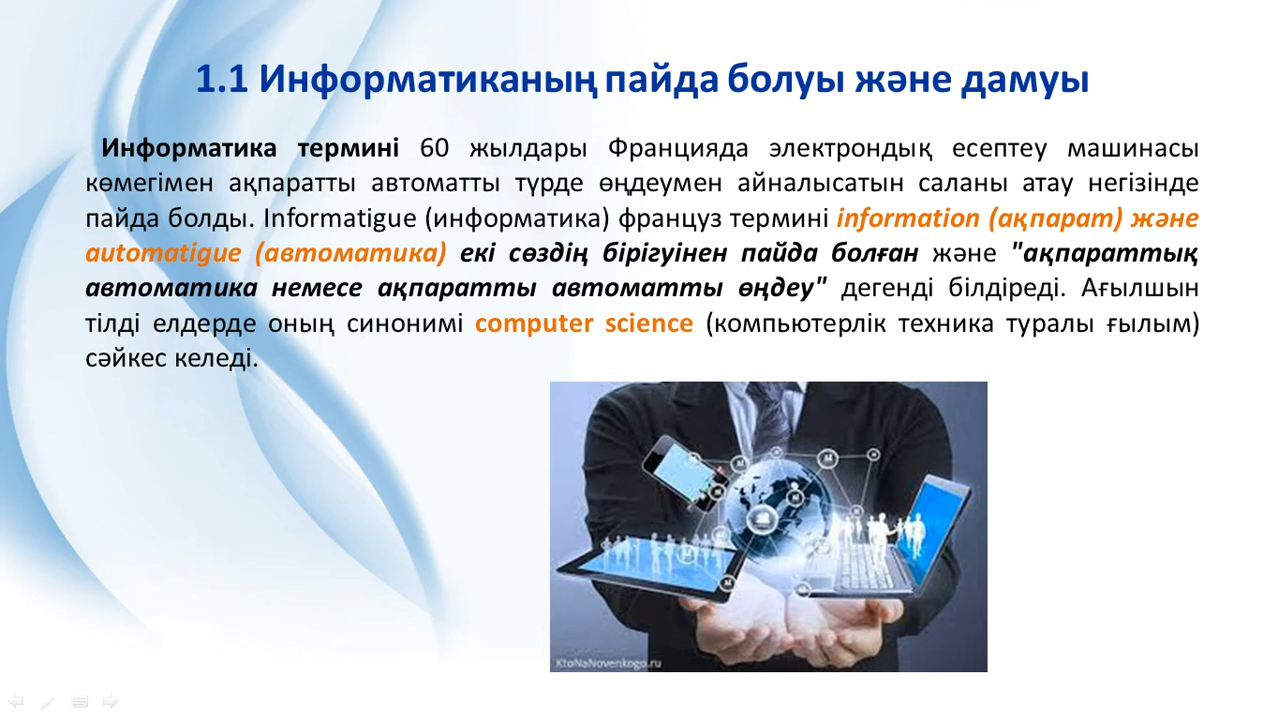 1.1 Информатиканың пайда болуы және дамуы
Информатика термині 60 жылдары Францияда электрондық есептеу машинасы
көмегімен ақпаратты автоматты түрде өңдеумен айналысатын саланы атау негізінде
пайда болды. Informatigue (информатика) француз термині information (ақпарат) және
automatigue (автоматика) екі сөздің бірігуінен пайда болған және "ақпараттық
автоматика немесе ақпаратты автоматты өңдеу" дегенді білдіреді. Ағылшын
тілді елдерде оның синонимі computer science (компьютерлік техника туралы ғылым)
сәйкес келеді.
KtoNaNovenkogo.ru